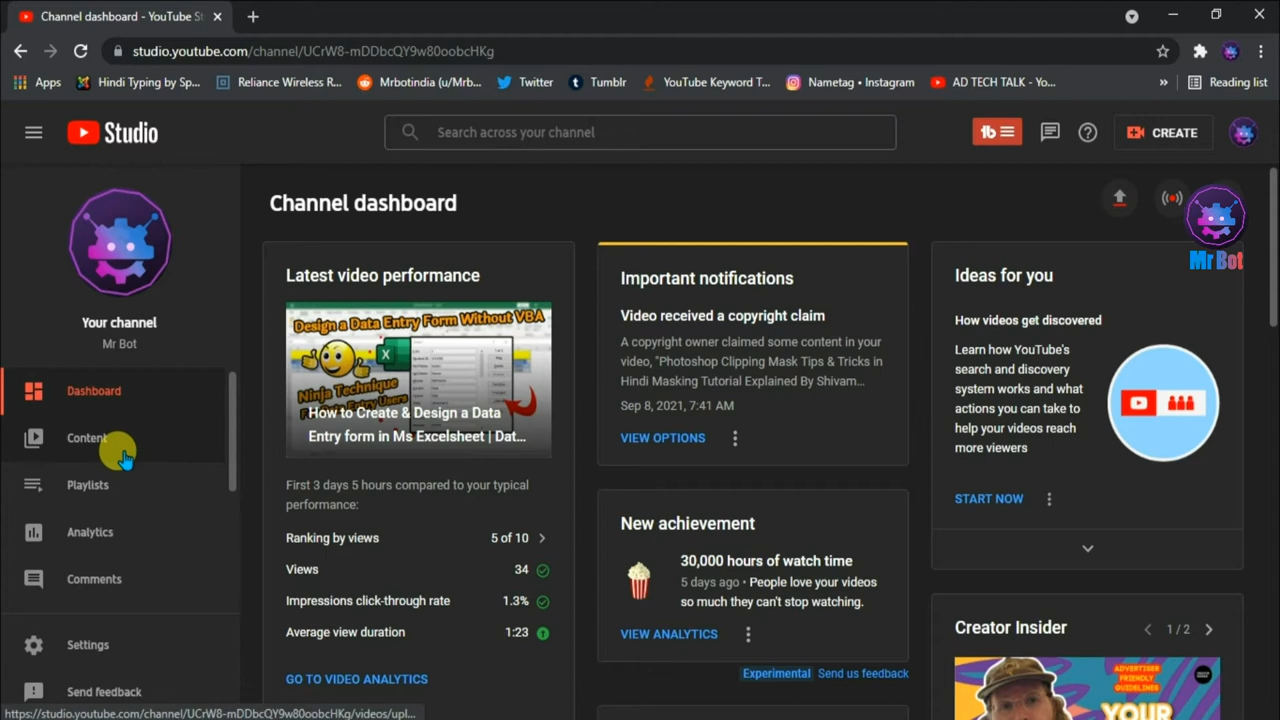 Channel dashboard - YouTube St
studio.youtube.com/channel/UCrW8-mDDbcQY9w80oobcHKg
Apps
Hindi Typing by Sp...
Reliance Wireless R...
Mrbotindia (u/Mrb...
Twitter
Tumblr
YouTube Keyword T...
Nametag • Instagram
AD TECH TALK - Yo...
»
Reading list
Studio
Search across your channel
tb
CREATE
Channel dashboard
Mr Bot
Your channel
Mr Bot
Dashboard
Content
Playlists
Analytics
Comments
Settings
Send feedback
Latest video performance
Design a Data Entry Form Without VBA
Ninja Technique
For Data Entry Users
How to Create & Design a Data
Entry form in Ms Excelsheet | Dat...
First 3 days 5 hours compared to your typical
performance:
Ranking by views 5 of 10
Views 34
Impressions click-through rate 1.3%
Average view duration 1:23
GO TO VIDEO ANALYTICS
Important notifications
Video received a copyright claim
A copyright owner claimed some content in your
video, "Photoshop Clipping Mask Tips & Tricks in
Hindi Masking Tutorial Explained By Shivam...
Sep 8, 2021, 7:41 AM
VIEW OPTIONS
New achievement
30,000 hours of watch time
5 days ago • People love your videos
so much they can't stop watching.
VIEW ANALYTICS
Experimental Send us feedback
Ideas for you
How videos get discovered
Learn how YouTube's
search and discovery
system works and what
actions you can take to
help your videos reach
more viewers
START NOW
Creator Insider
1 / 2
ADVERTISER
FRIENDLY
GUIDELINES
YOUR
https://studio.youtube.com/channel/UCrW8-mDDbcQY9w80oobcHKg/videos/upl...